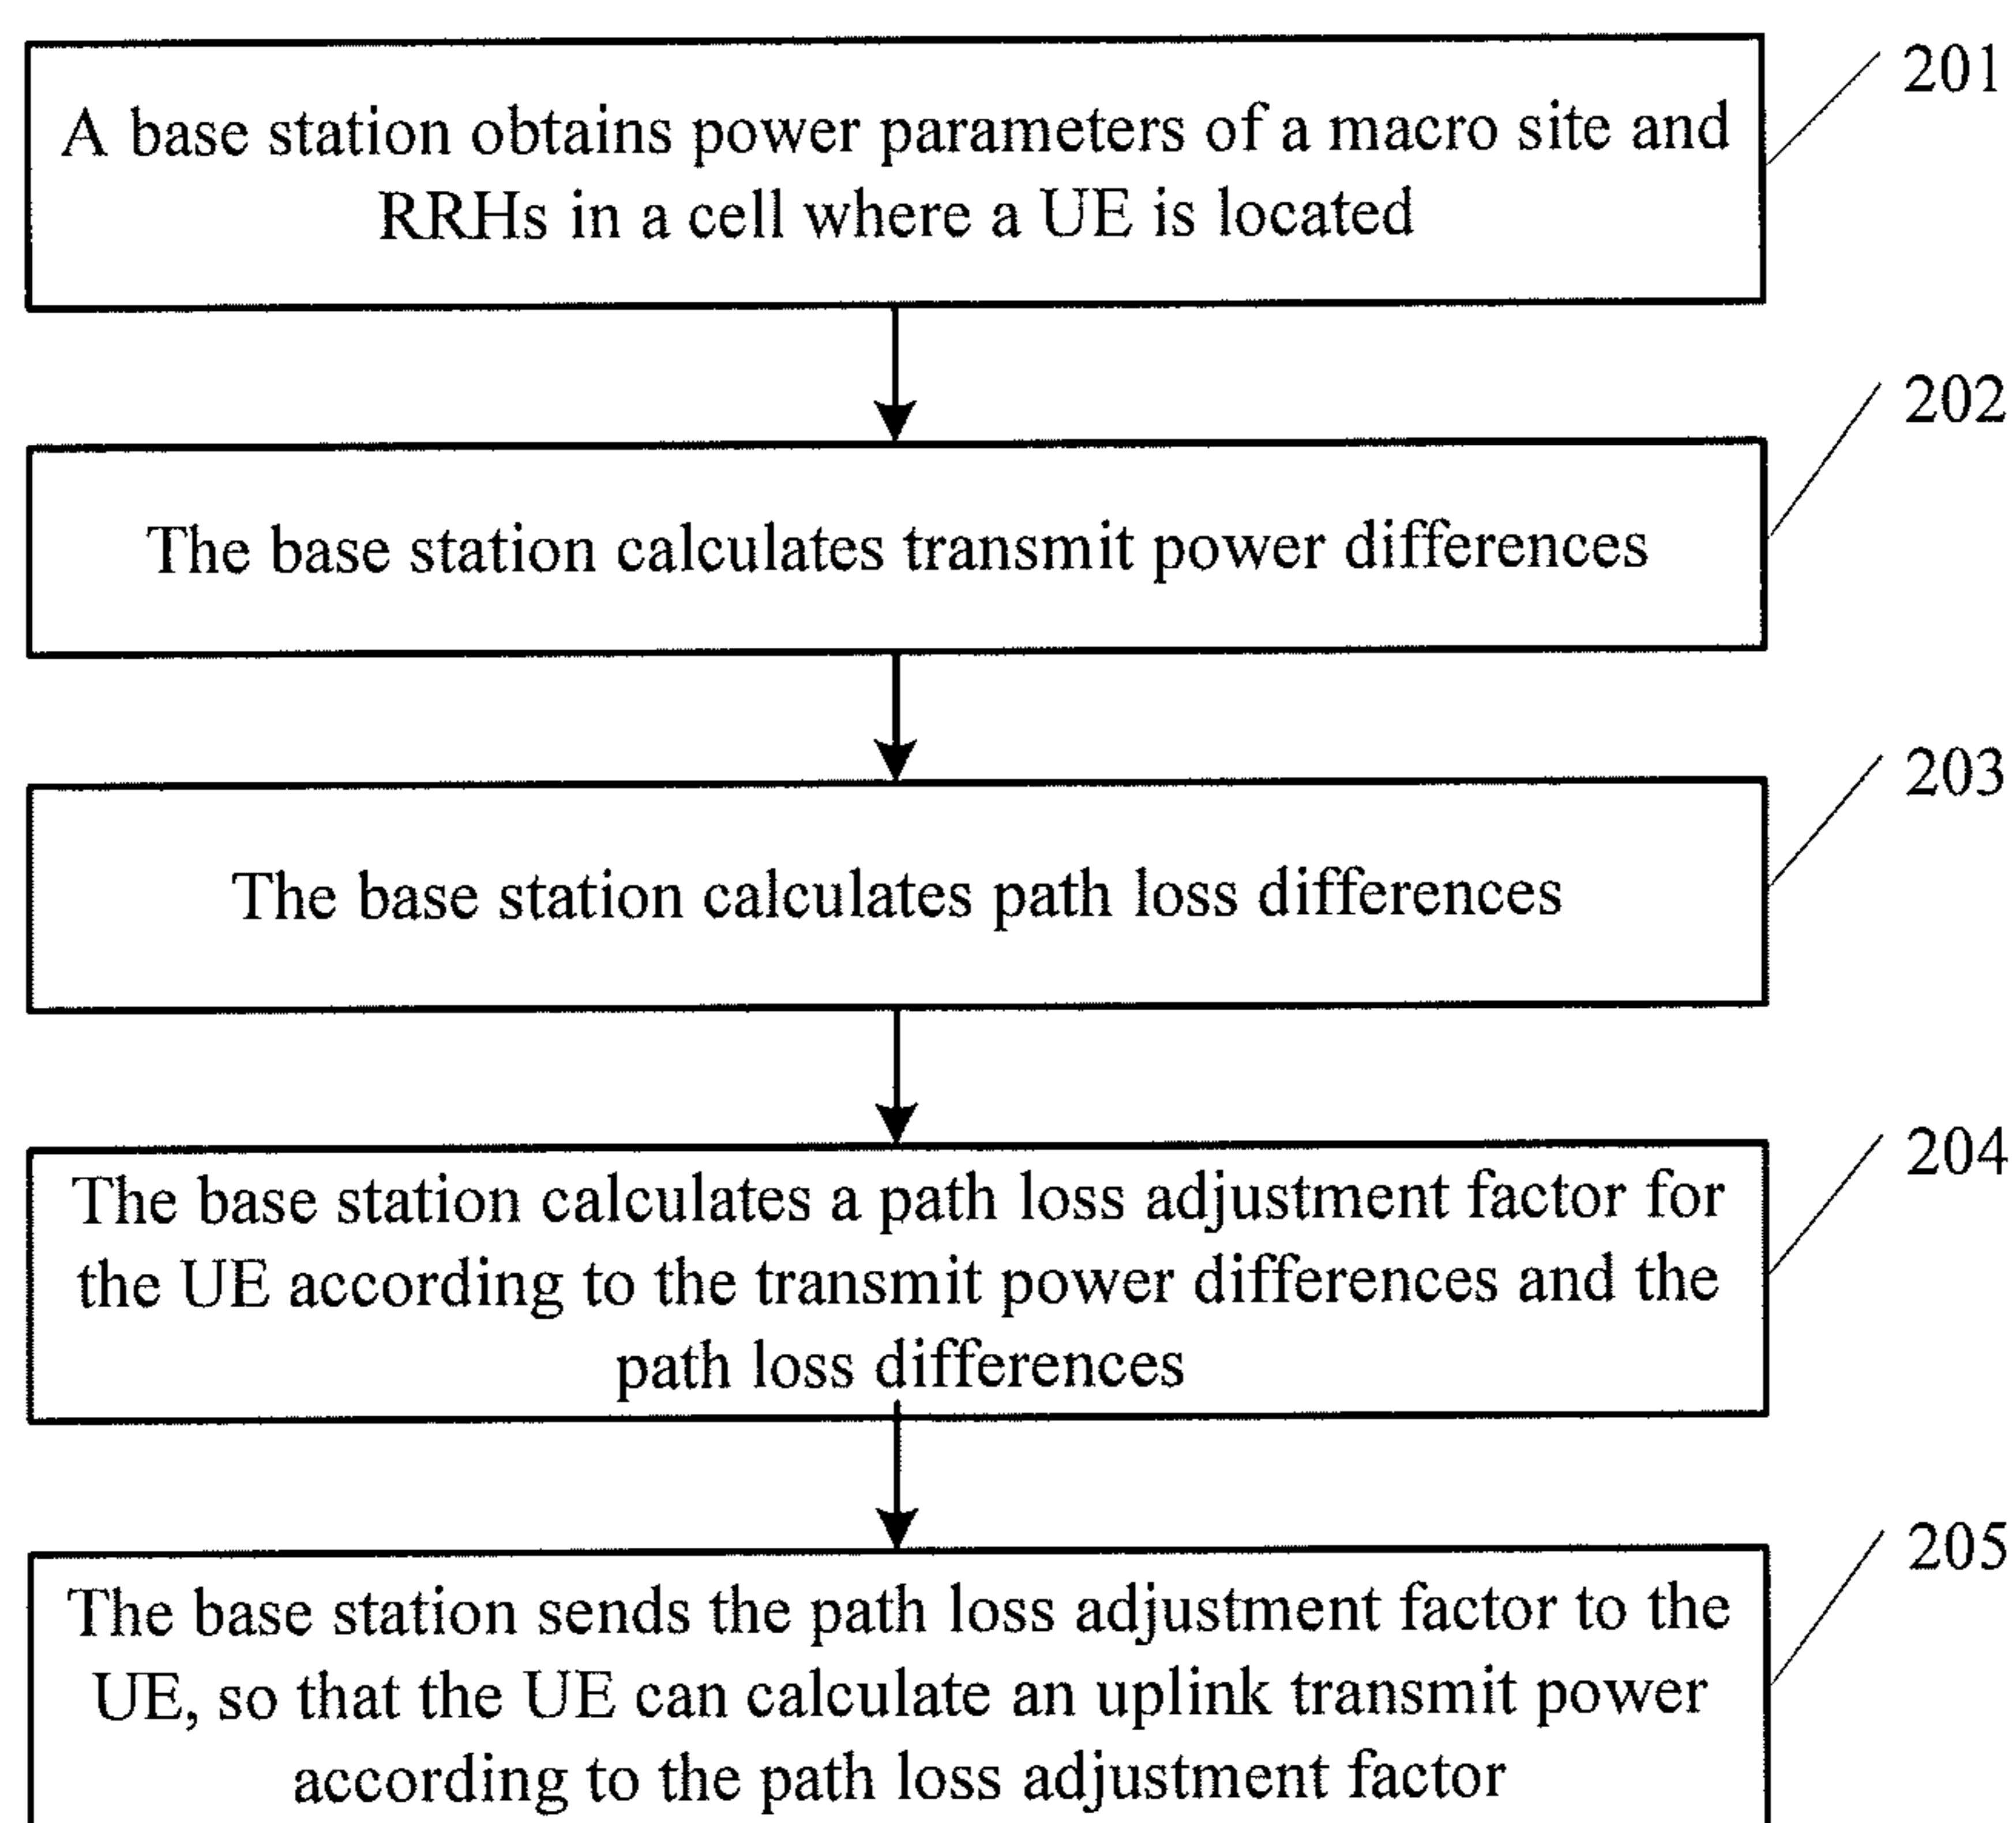 A base station obtains power parameters of a macro site and
RRHs in a cell where a UE is located
201
The base station calculates transmit power differences
202
The base station calculates path loss differences
203
The base station calculates a path loss adjustment factor for
the UE according to the transmit power differences and the
path loss differences
204
The base station sends the path loss adjustment factor to the
UE, so that the UE can calculate an uplink transmit power
according to the path loss adjustment factor
205